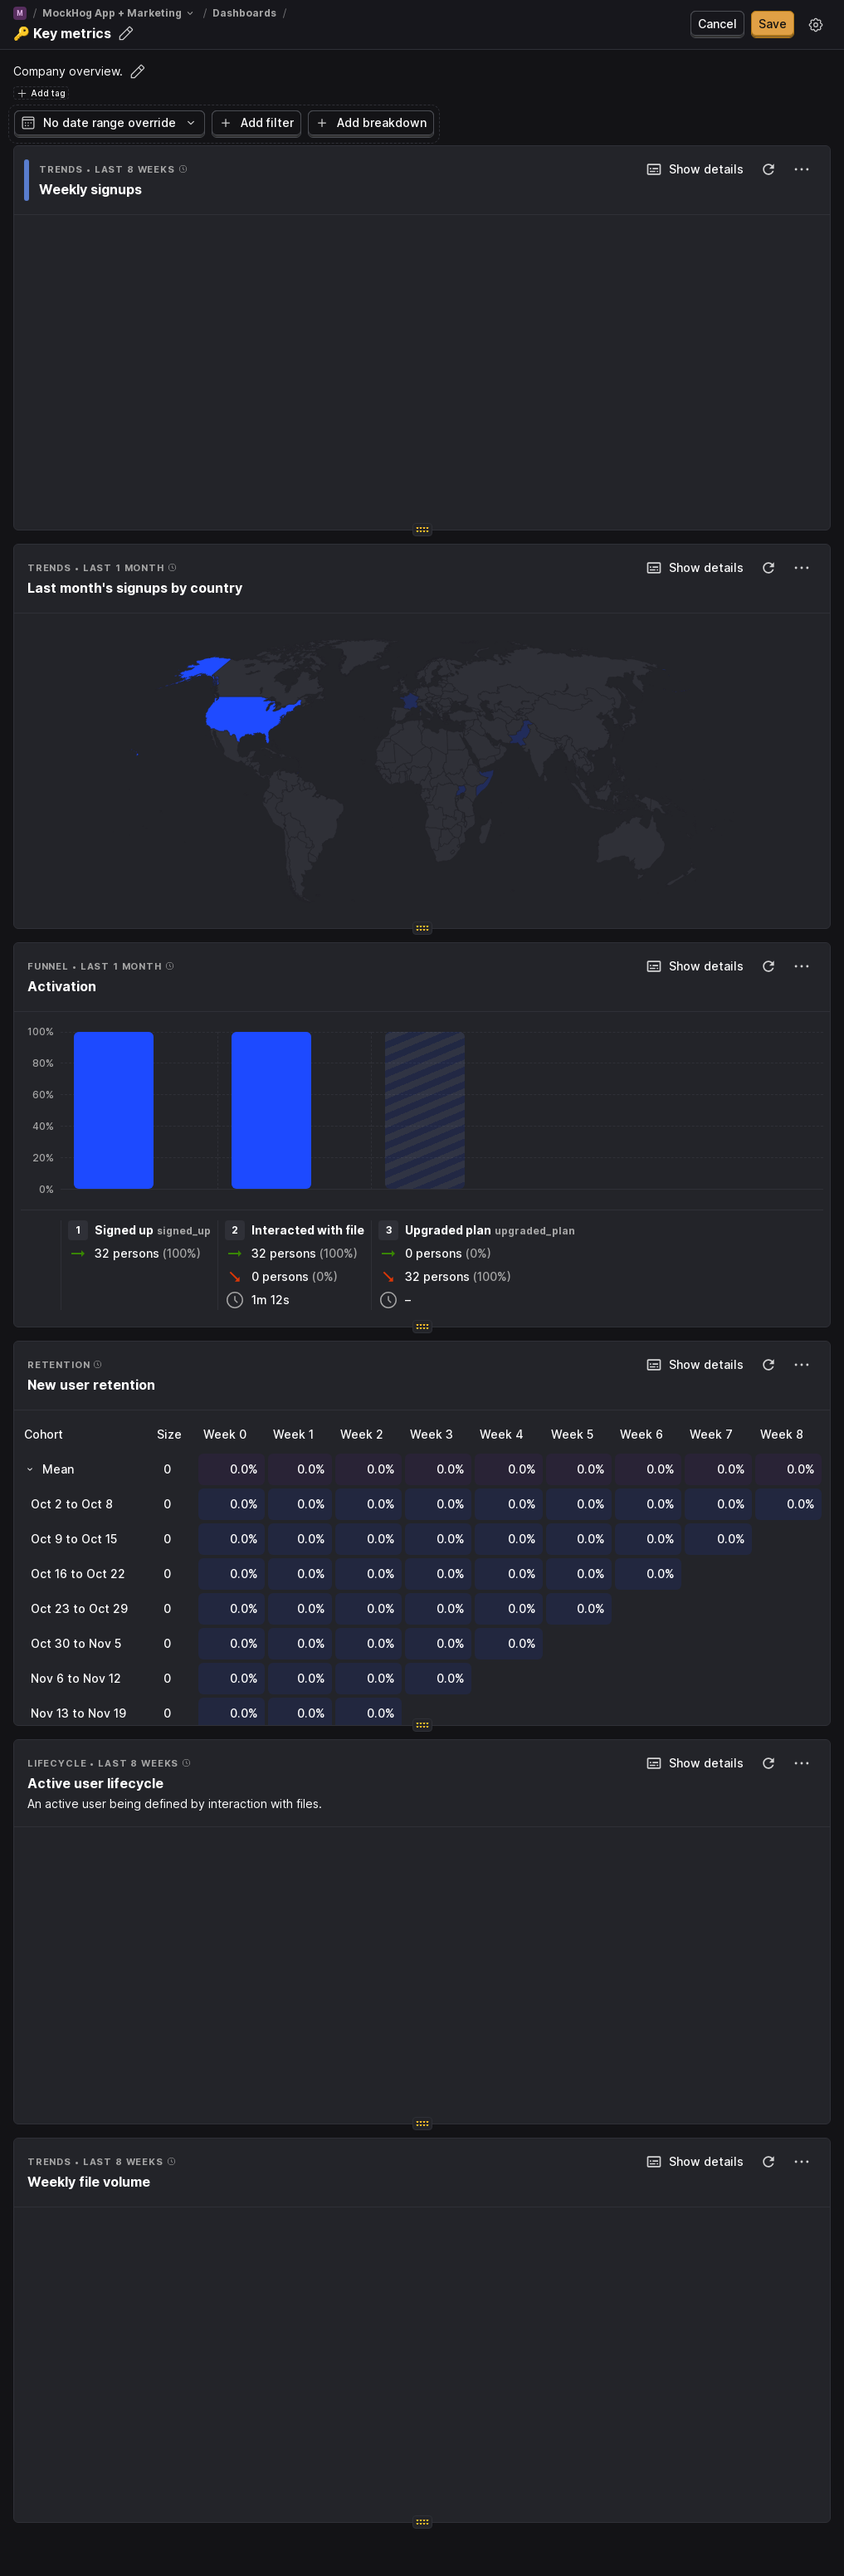 M / MockHog App + Marketing / Dashboards /
🔑 Key metrics
Cancel
Save
Company overview.
Add tag
No date range override
Add filter
Add breakdown
TRENDS • LAST 8 WEEKS
Show details
Weekly signups
TRENDS • LAST 1 MONTH
Show details
Last month's signups by country
FUNNEL • LAST 1 MONTH
Show details
Activation
100%
80%
60%
40%
20%
0%
1 Signed up signed_up
32 persons (100%)
2 Interacted with file
32 persons (100%)
0 persons (0%)
1m 12s
3 Upgraded plan upgraded_plan
0 persons (0%)
32 persons (100%)
–
RETENTION
Show details
New user retention
Cohort Size Week 0 Week 1 Week 2 Week 3 Week 4 Week 5 Week 6 Week 7 Week 8
Mean 0 0.0% 0.0% 0.0% 0.0% 0.0% 0.0% 0.0% 0.0% 0.0%
Oct 2 to Oct 8 0 0.0% 0.0% 0.0% 0.0% 0.0% 0.0% 0.0% 0.0% 0.0%
Oct 9 to Oct 15 0 0.0% 0.0% 0.0% 0.0% 0.0% 0.0% 0.0% 0.0%
Oct 16 to Oct 22 0 0.0% 0.0% 0.0% 0.0% 0.0% 0.0% 0.0%
Oct 23 to Oct 29 0 0.0% 0.0% 0.0% 0.0% 0.0% 0.0%
Oct 30 to Nov 5 0 0.0% 0.0% 0.0% 0.0% 0.0%
Nov 6 to Nov 12 0 0.0% 0.0% 0.0% 0.0%
Nov 13 to Nov 19 0 0.0% 0.0% 0.0%
LIFECYCLE • LAST 8 WEEKS
Show details
Active user lifecycle
An active user being defined by interaction with files.
TRENDS • LAST 8 WEEKS
Show details
Weekly file volume